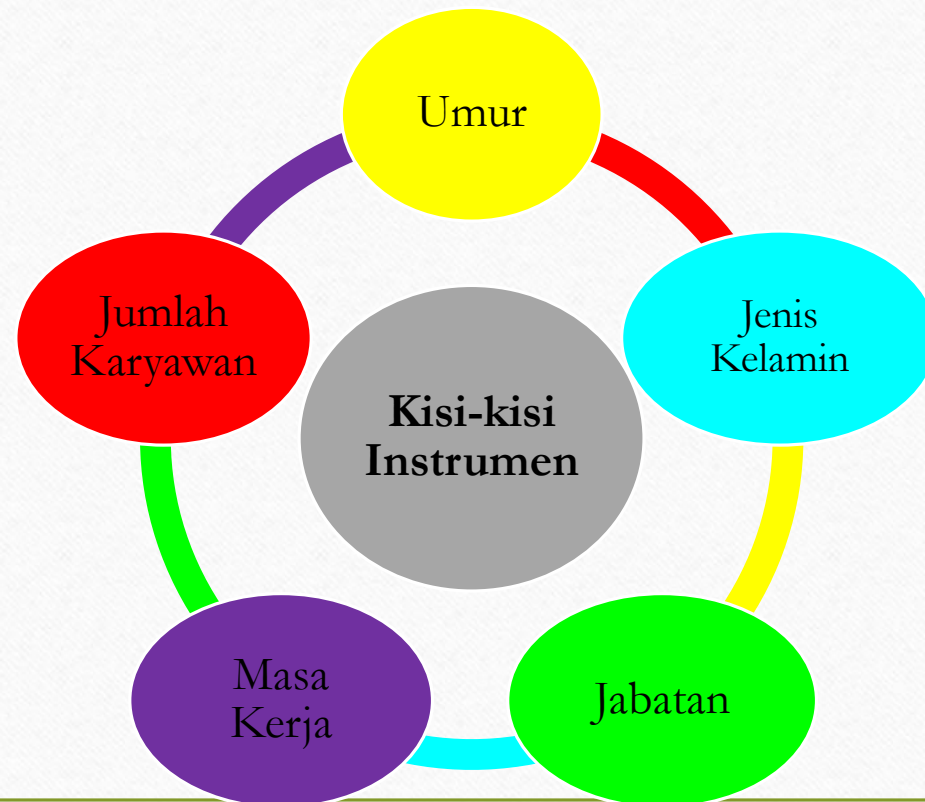 Umur
Jenis
Kelamin
Jabatan
Masa
Kerja
Jumlah
Karyawan
Kisi-kisi
Instrumen